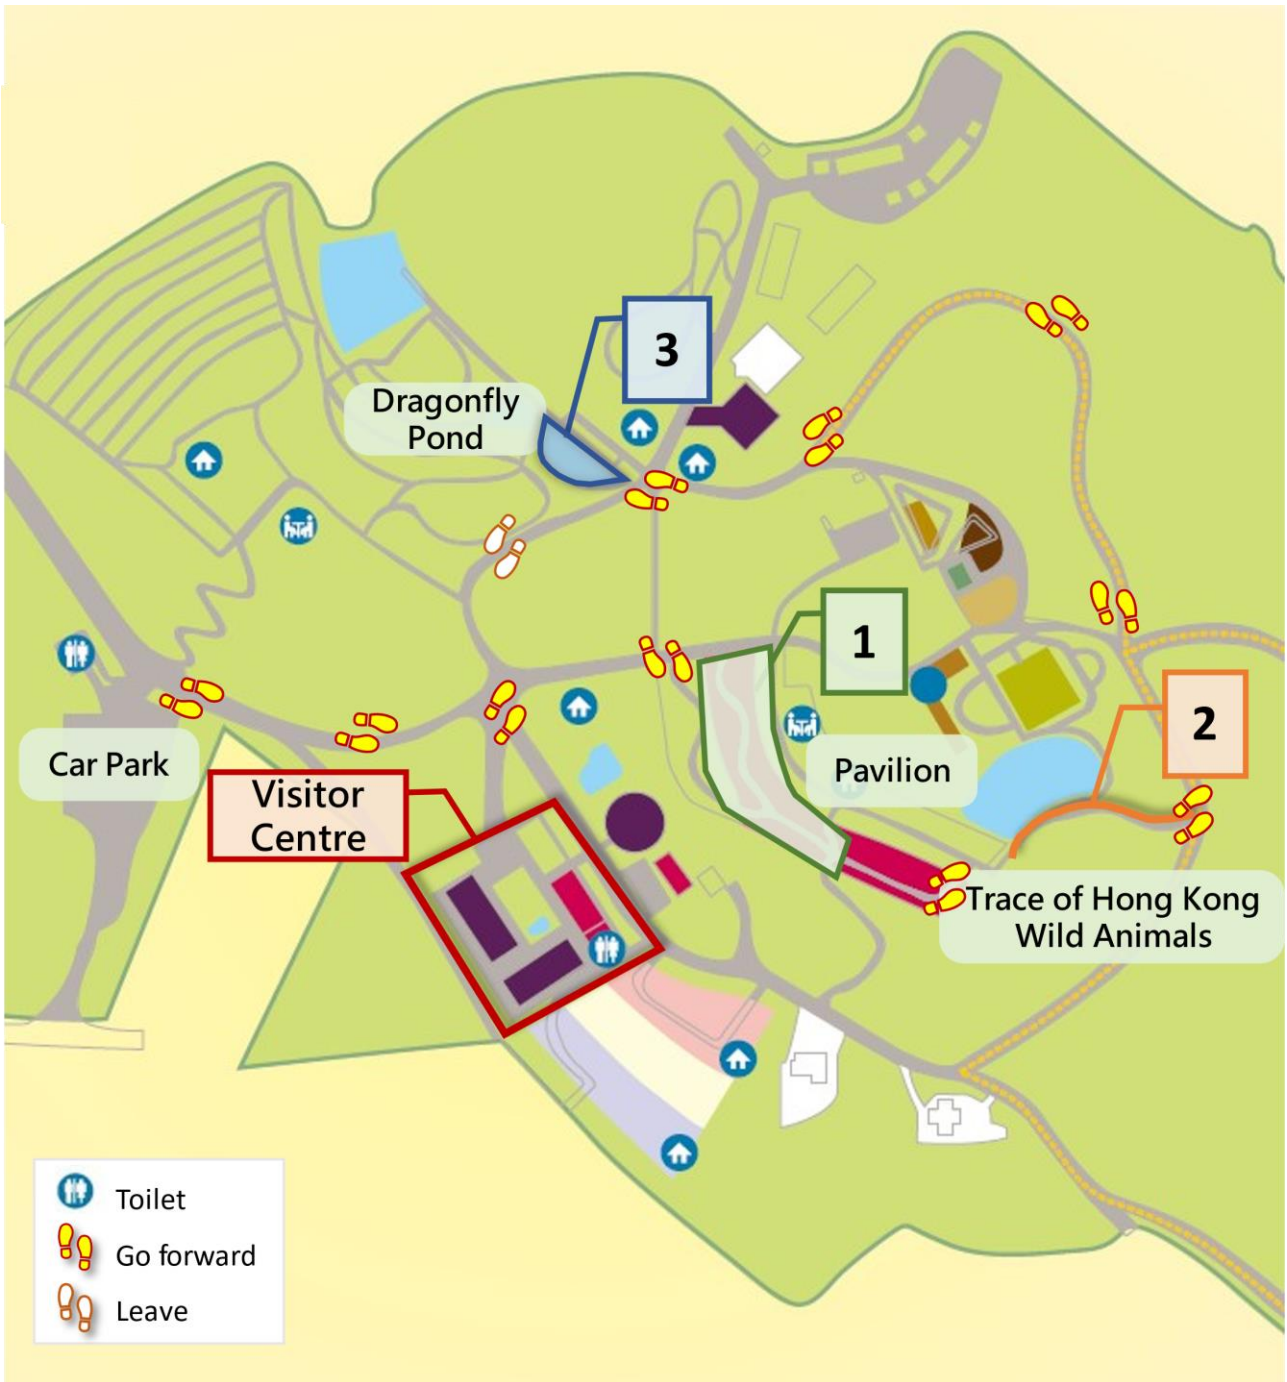 3
Dragonfly
Pond
1
2
Car Park
Pavilion
Visitor
Centre
Trace of Hong Kong
Wild Animals
Toilet
Go forward
Leave